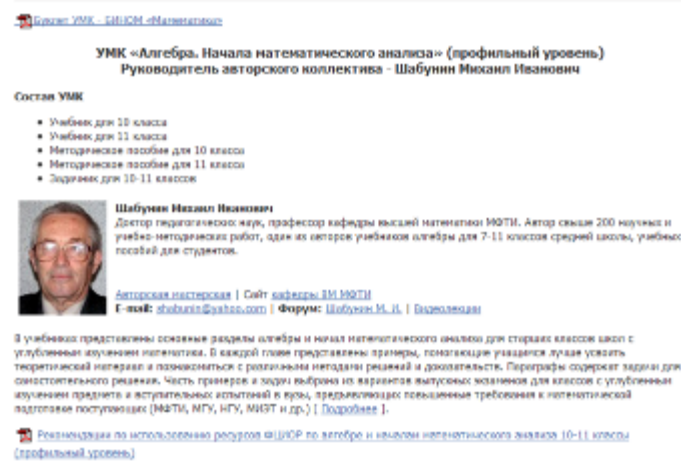 Буклет УМК - БИНОМ «Математика»
УМК «Алгебра. Начала математического анализа» (профильный уровень)
Руководитель авторского коллектива - Шабунин Михаил Иванович
Состав УМК
Учебник для 10 класса
Учебник для 11 класса
Методическое пособие для 10 класса
Методическое пособие для 11 класса
Задачник для 10-11 классов
Шабунин Михаил Иванович
Доктор педагогических наук, профессор кафедры высшей математики МФТИ. Автор свыше 200 научных и
учебно-методических работ, один из авторов учебников алгебры для 7-11 классов средней школы, учебных
пособий для студентов.
Авторская мастерская | Сайт кафедры ВМ МФТИ
E-mail: shabunin@yahoo.com | Форум: Шабунин М. И. | Видеолекции
В учебниках представлены основные разделы алгебры и начал математического анализа для старших классов школ с
углубленным изучением математики. В каждой главе представлены примеры, помогающие учащимся лучше усвоить
теоретический материал и познакомиться с различными методами решений и доказательств. Параграфы содержат задачи для
самостоятельного решения. Часть примеров и задач выбрана из вариантов выпускных экзаменов для классов с углубленным
изучением предмета и вступительных испытаний в вузы, предъявляющих повышенные требования к математической
подготовке поступающих (МФТИ, МГУ, НГУ, МИЭТ и др.) [ Подробнее ].
Рекомендации по использованию ресурсов ФЦИОР по алгебре и началам математического анализа 10-11 классы
(профильный уровень)